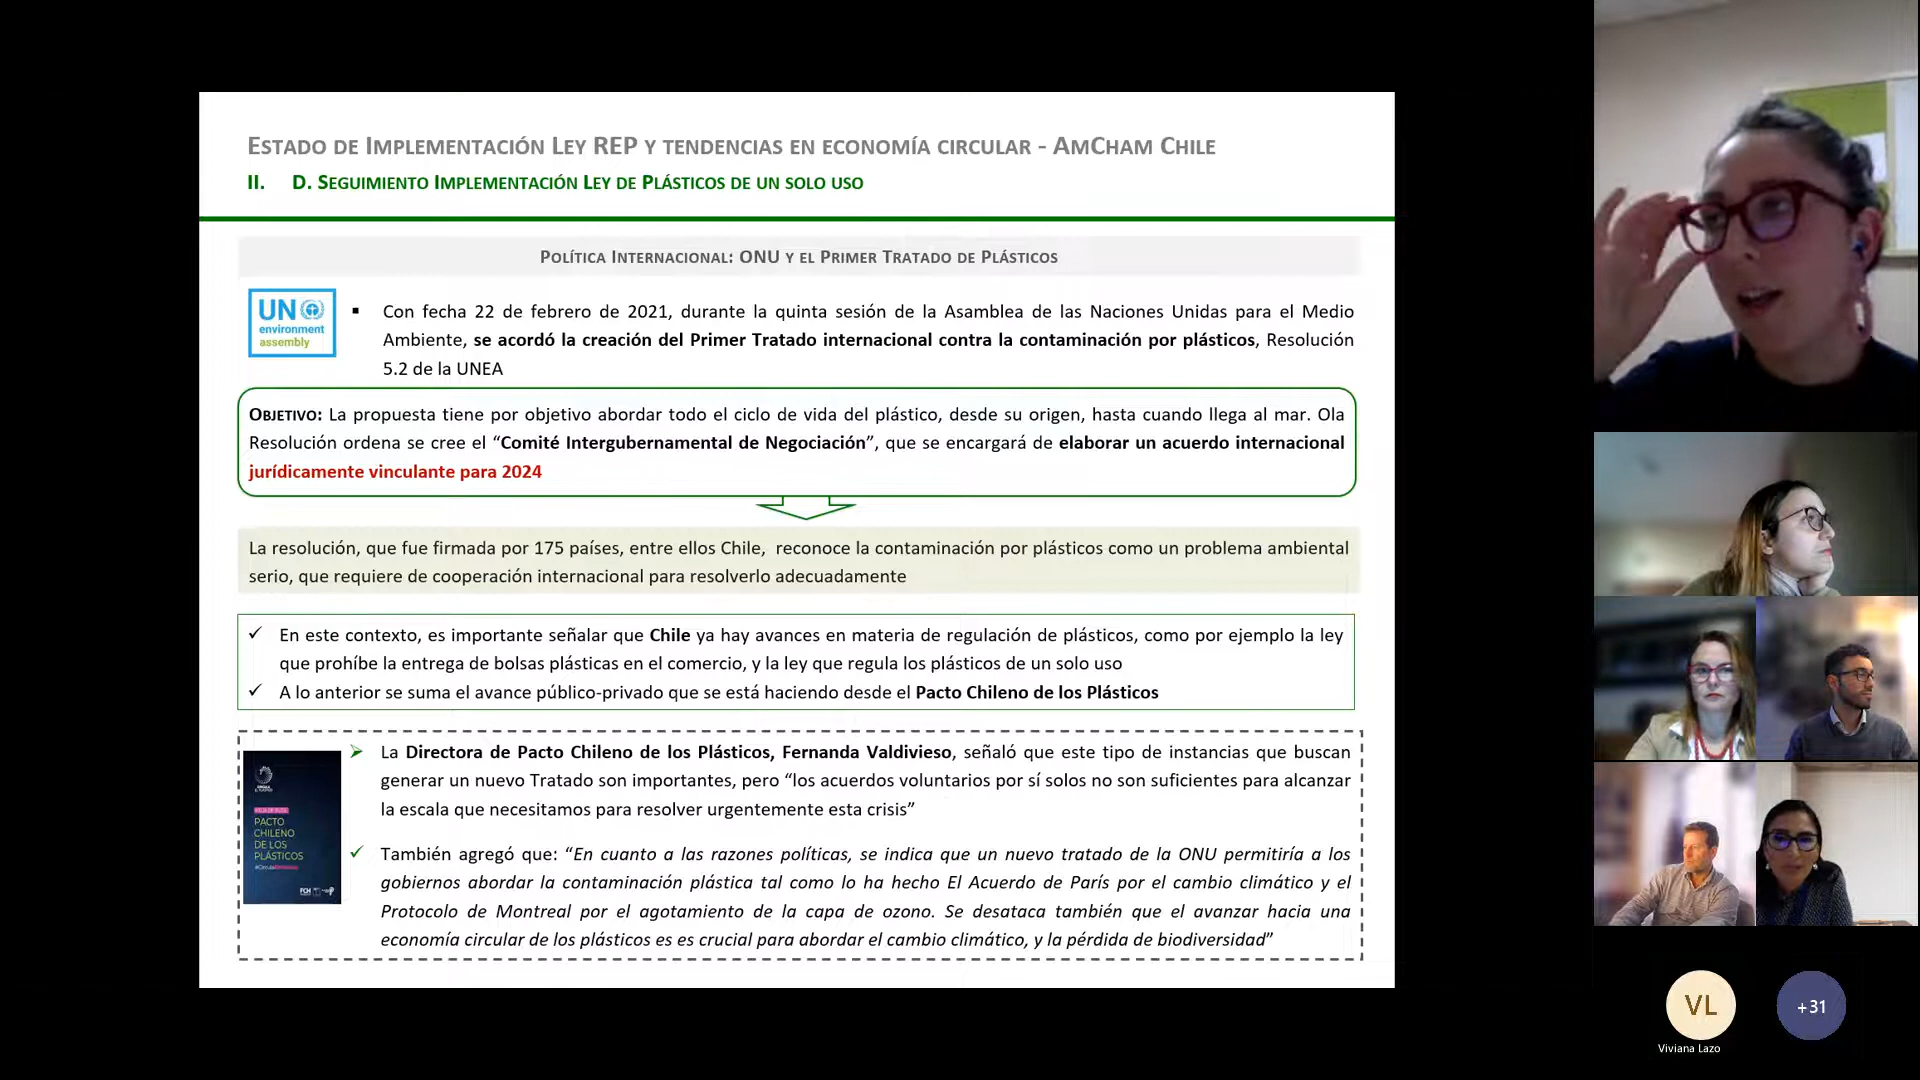 Estado de Implementación Ley REP y tendencias en economía circular - AmCham Chile
II. D. Seguimiento Implementación Ley de Plásticos de un solo uso
Política Internacional: ONU y el Primer Tratado de Plásticos
UN
environment
assembly
▪ Con fecha 22 de febrero de 2021, durante la quinta sesión de la Asamblea de las Naciones Unidas para el Medio
Ambiente, se acordó la creación del Primer Tratado internacional contra la contaminación por plásticos, Resolución
5.2 de la UNEA
Objetivo: La propuesta tiene por objetivo abordar todo el ciclo de vida del plástico, desde su origen, hasta cuando llega al mar. Ola
Resolución ordena se cree el “Comité Intergubernamental de Negociación”, que se encargará de elaborar un acuerdo internacional
jurídicamente vinculante para 2024
La resolución, que fue firmada por 175 países, entre ellos Chile, reconoce la contaminación por plásticos como un problema ambiental
serio, que requiere de cooperación internacional para resolverlo adecuadamente
✓ En este contexto, es importante señalar que Chile ya hay avances en materia de regulación de plásticos, como por ejemplo la ley
que prohíbe la entrega de bolsas plásticas en el comercio, y la ley que regula los plásticos de un solo uso
✓ A lo anterior se suma el avance público-privado que se está haciendo desde el Pacto Chileno de los Plásticos
PACTO
CHILENO
DE LOS
PLÁSTICOS
FCH
➢ La Directora de Pacto Chileno de los Plásticos, Fernanda Valdivieso, señaló que este tipo de instancias que buscan
generar un nuevo Tratado son importantes, pero “los acuerdos voluntarios por sí solos no son suficientes para alcanzar
la escala que necesitamos para resolver urgentemente esta crisis”
✓ También agregó que: “En cuanto a las razones políticas, se indica que un nuevo tratado de la ONU permitiría a los
gobiernos abordar la contaminación plástica tal como lo ha hecho El Acuerdo de París por el cambio climático y el
Protocolo de Montreal por el agotamiento de la capa de ozono. Se desataca también que el avanzar hacia una
economía circular de los plásticos es es crucial para abordar el cambio climático, y la pérdida de biodiversidad”
VL
+31
Viviana Lazo